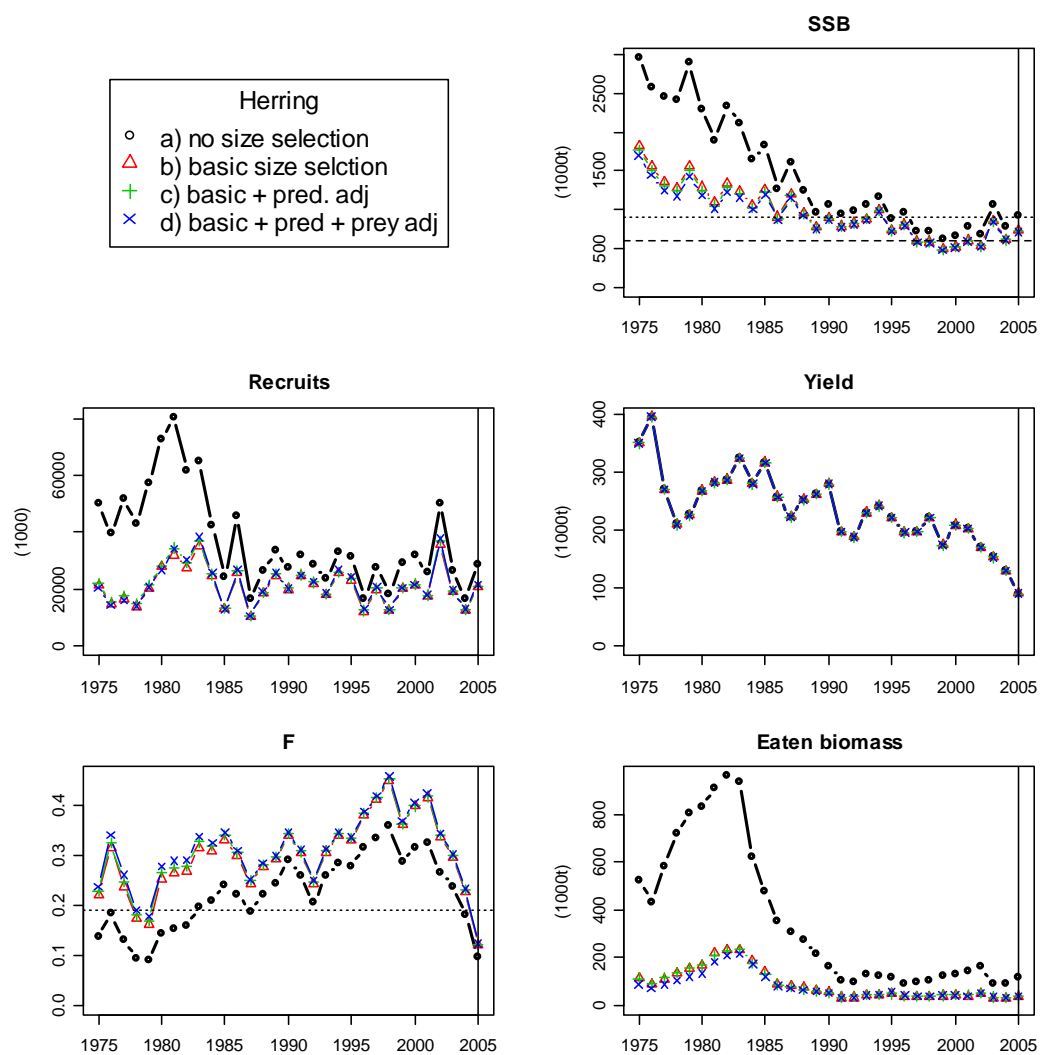 SSB
Herring
a) no size selection
b) basic size selction
c) basic + pred. adj
d) basic + pred + prey adj
(1000t)
0
500
1500
2500
1975 1980 1985 1990 1995 2000 2005
Recruits
(1000)
0
20000
60000
1975 1980 1985 1990 1995 2000 2005
Yield
(1000t)
0
100
200
300
400
1975 1980 1985 1990 1995 2000 2005
F
0.0
0.1
0.2
0.3
0.4
1975 1980 1985 1990 1995 2000 2005
Eaten biomass
(1000t)
0
200
400
600
800
1975 1980 1985 1990 1995 2000 2005